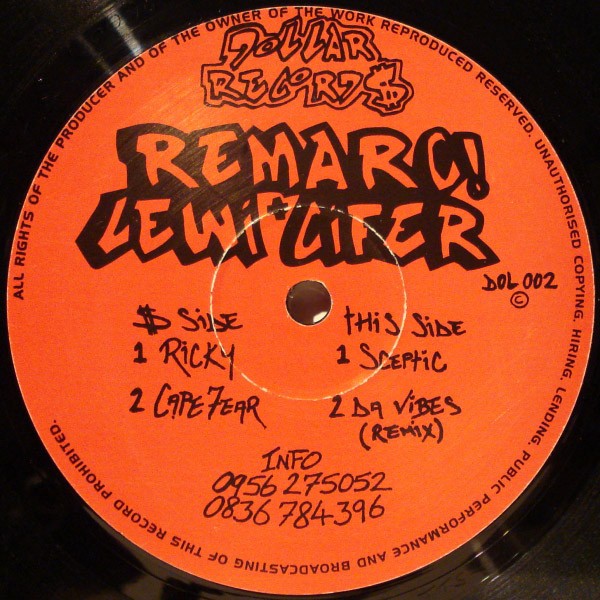 ALL RIGHTS OF THE PRODUCER AND OF THE OWNER OF THE WORK REPRODUCED RESERVED. UNAUTHORISED COPYING, HIRING, LENDING, PUBLIC PERFORMANCE AND BROADCASTING OF THIS RECORD PROHIBITED.
DOLLAR
RECORD$
REMARC!
LEWI CIFER
DOL 002
©
$ SiDE
1 RiCKY
2 CAPE FEAR
tHiS SiDE
1 SCEPTiC
2 DA ViBES
(REMiX)
INFO
0956 275052
0836 784396